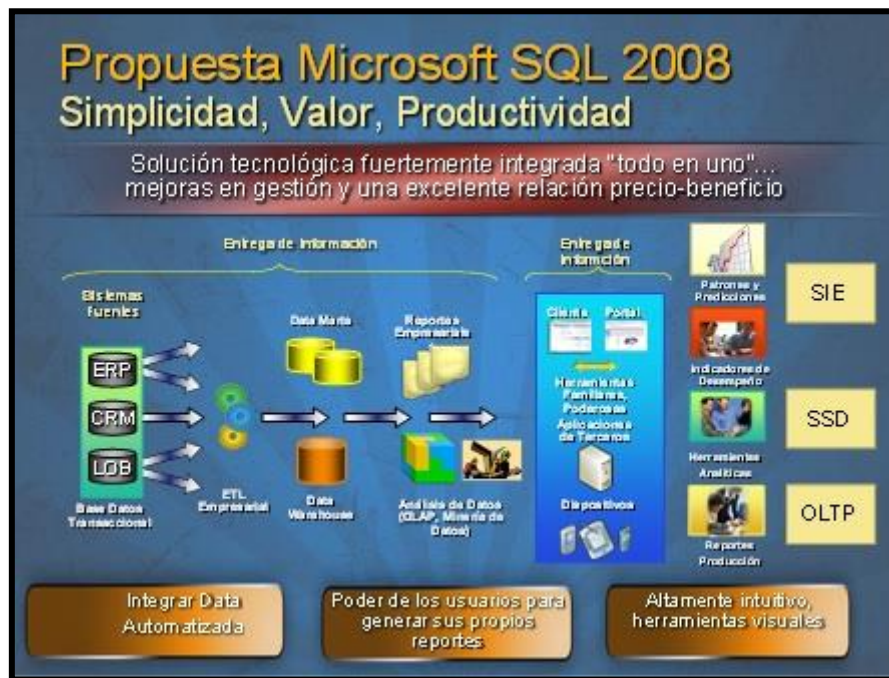 Propuesta Microsoft SQL 2008
Simplicidad, Valor, Productividad
Solución tecnológica fuertemente integrada "todo en uno"...
mejoras en gestión y una excelente relación precio-beneficio
Entrega de Información
Entrega de
Información
Sistemas
fuentes
ERP
CRM
LOB
Base Datos
Transaccional
ETL
Empresarial
Data Marts
Data
Warehouse
Reportes
Empresariales
Análisis de Datos
(OLAP, Minería de
Datos)
Cliente
Portal
Herramientas
Familiares,
Poderosas
Aplicaciones
de Terceros
Dispositivos
Patrones y
Predicciones
Indicadores de
Desempeño
Herramientas
Analíticas
Reportes
Producción
SIE
SSD
OLTP
Integrar Data
Automatizada
Poder de los usuarios para
generar sus propios
reportes
Altamente intuitivo,
herramientas visuales